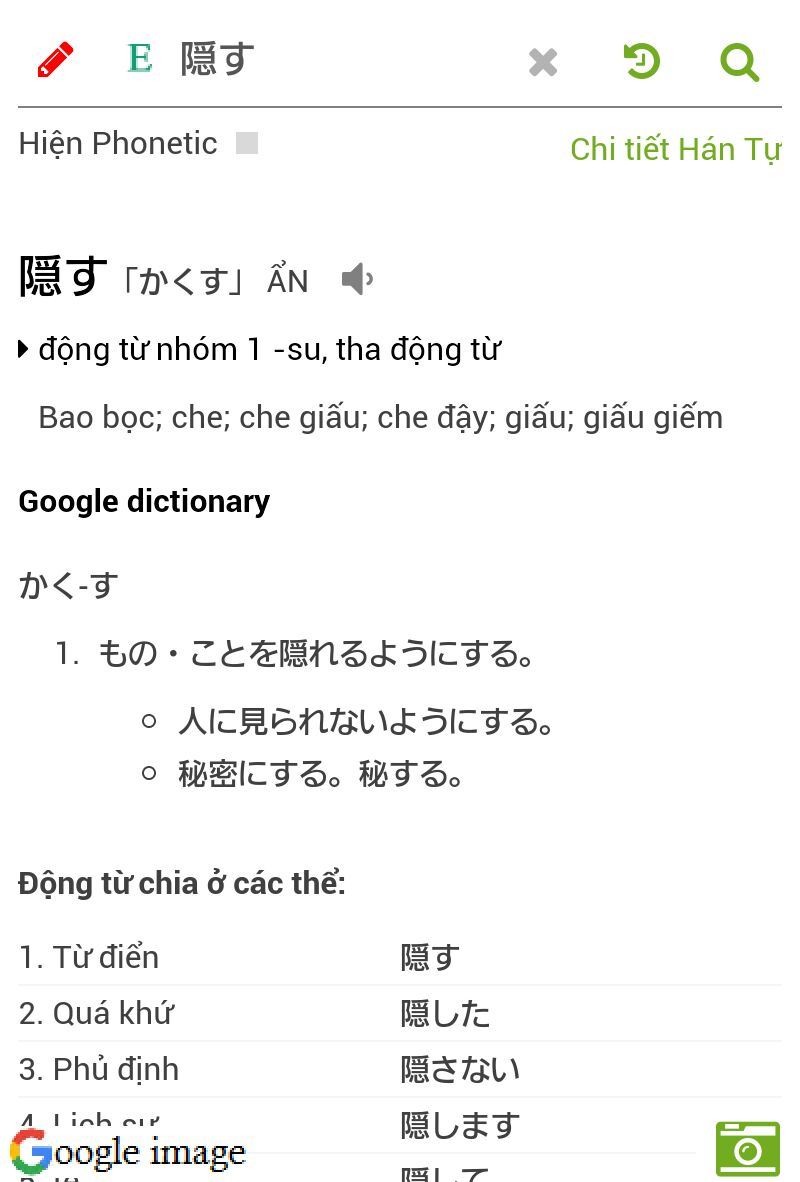 E 隠す
Hiện Phonetic
Chi tiết Hán Tự
隠す「かくす」 ẨN
động từ nhóm 1 -su, tha động từ
Bao bọc; che; che giấu; che đậy; giấu; giấu giếm
Google dictionary
かく-す
1. もの・ことを隠れるようにする。
人に見られないようにする。
秘密にする。秘する。
Động từ chia ở các thể:
1. Từ điển 隠す
2. Quá khứ 隠した
3. Phủ định 隠さない
4. Lịch sự 隠します
隠して
Google image